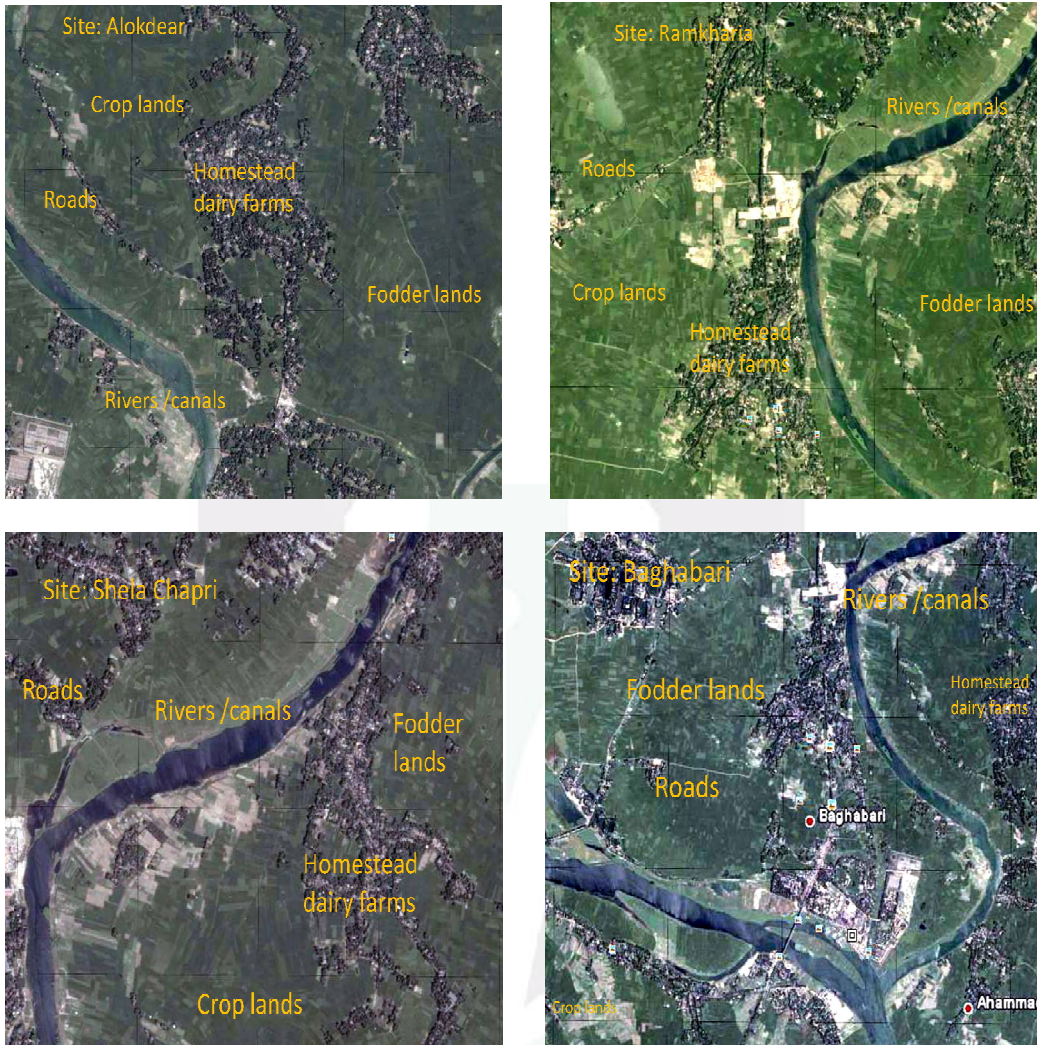 Site: Alokdear
Crop lands
Homestead
dairy farms
Roads
Fodder lands
Rivers /canals
Site: Ramkharia
Rivers /canals
Roads
Crop lands
Fodder lands
Homestead
dairy farms
Site: Shela Chapri
Roads
Rivers /canals
Fodder
lands
Homestead
dairy farms
Crop lands
Site: Baghabari
Rivers /canals
Fodder lands
Homestead
dairy farms
Roads
Baghabari
Crop lands
Ahammad